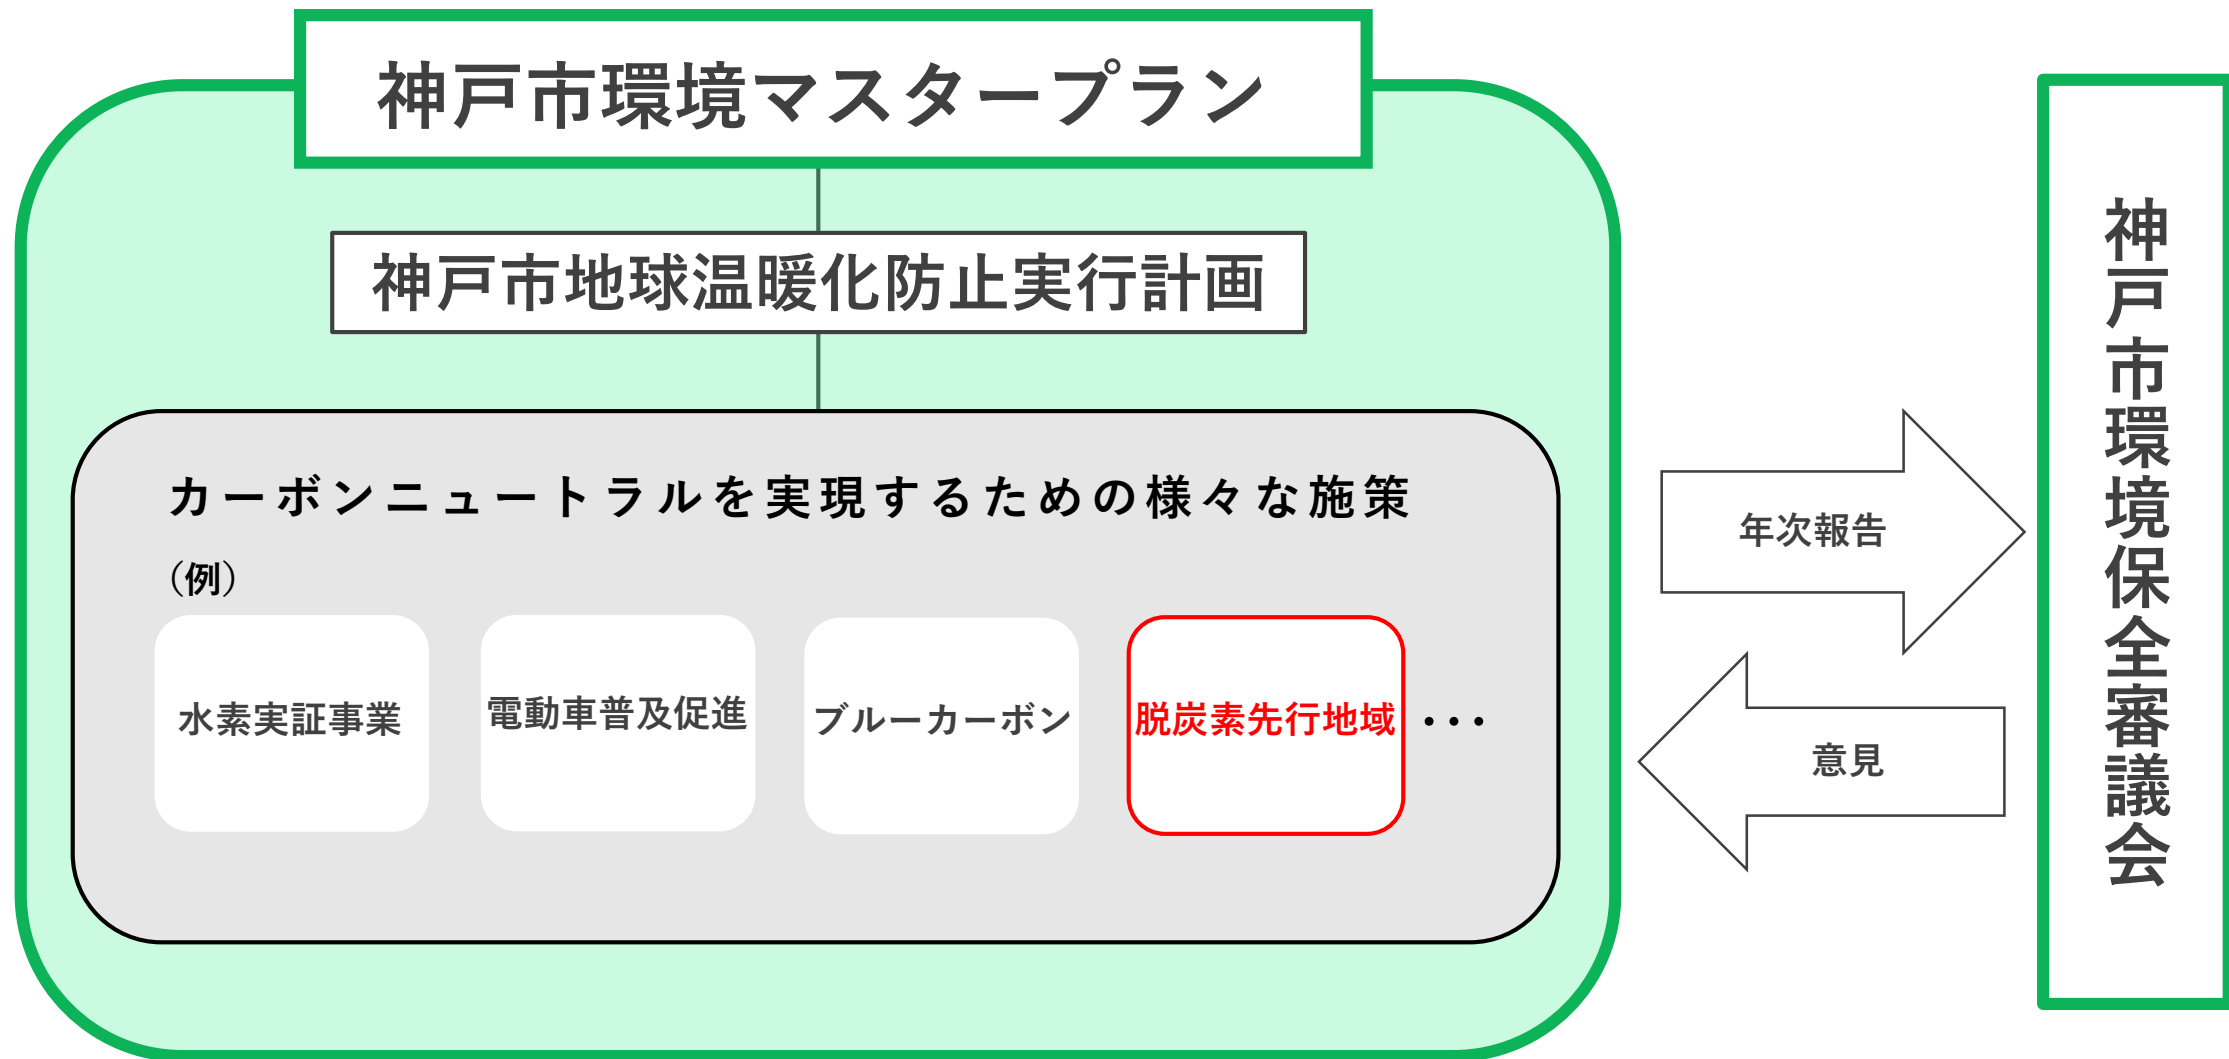 神戸市環境マスタープラン
神戸市地球温暖化防止実行計画
カーボンニュートラルを実現するための様々な施策
（例）
水素実証事業
電動車普及促進
ブルーカーボン
脱炭素先行地域
・・・
年次報告
意見
神戸市環境保全審議会